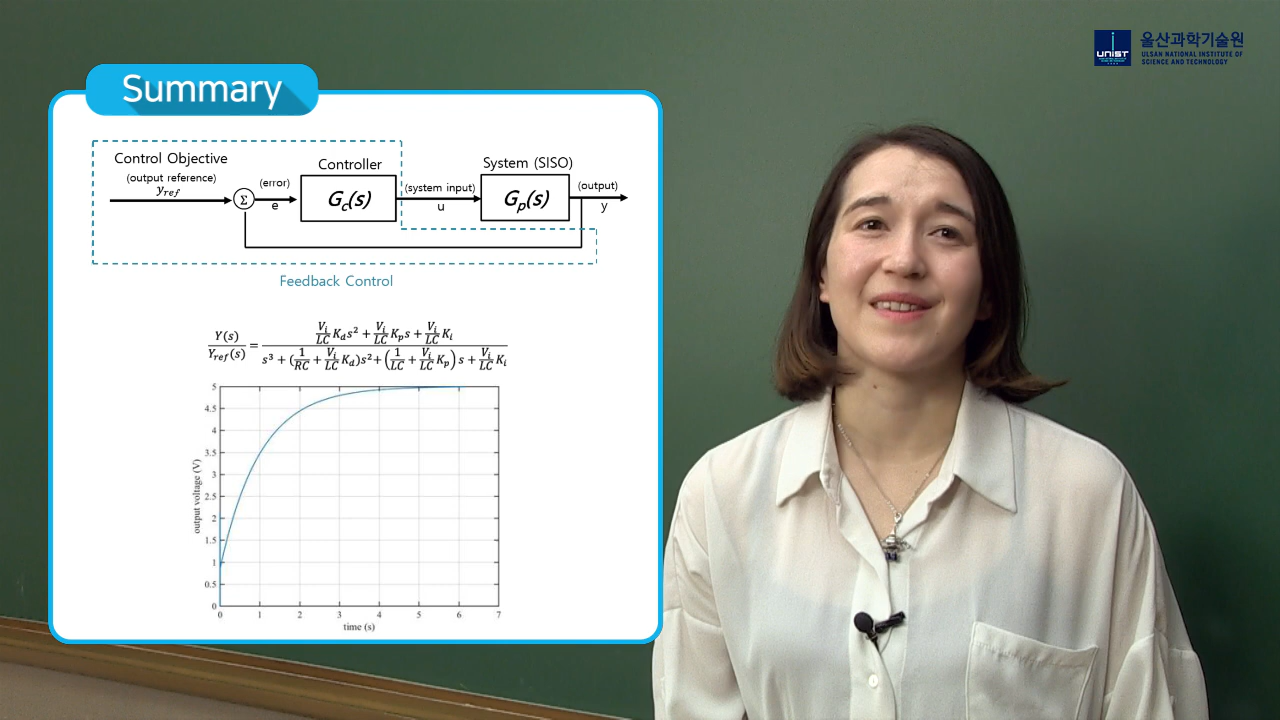 Summary
Control Objective
(output reference)
y_ref
Σ
(error)
e
Controller
G_c(s)
(system input)
u
System (SISO)
G_p(s)
(output)
y
Feedback Control
Y(s)/Y_ref(s) = (V_i/LC K_d s² + V_i/LC K_p s + V_i/LC K_i) / (s³ + (1/RC + V_i/LC K_d)s² + (1/LC + V_i/LC K_p) s + V_i/LC K_i)
output voltage (V)
5
4.5
4
3.5
3
2.5
2
1.5
1
0.5
0
0 1 2 3 4 5 6 7
time (s)
UNIST
울산과학기술원
ULSAN NATIONAL INSTITUTE OF
SCIENCE AND TECHNOLOGY